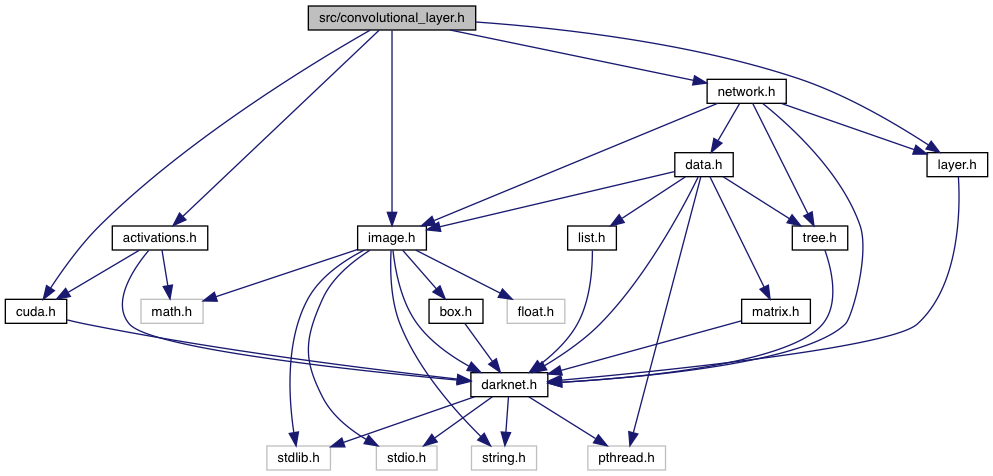 src/convolutional_layer.h
network.h
data.h
layer.h
activations.h
image.h
list.h
tree.h
cuda.h
math.h
box.h
float.h
matrix.h
darknet.h
stdlib.h
stdio.h
string.h
pthread.h